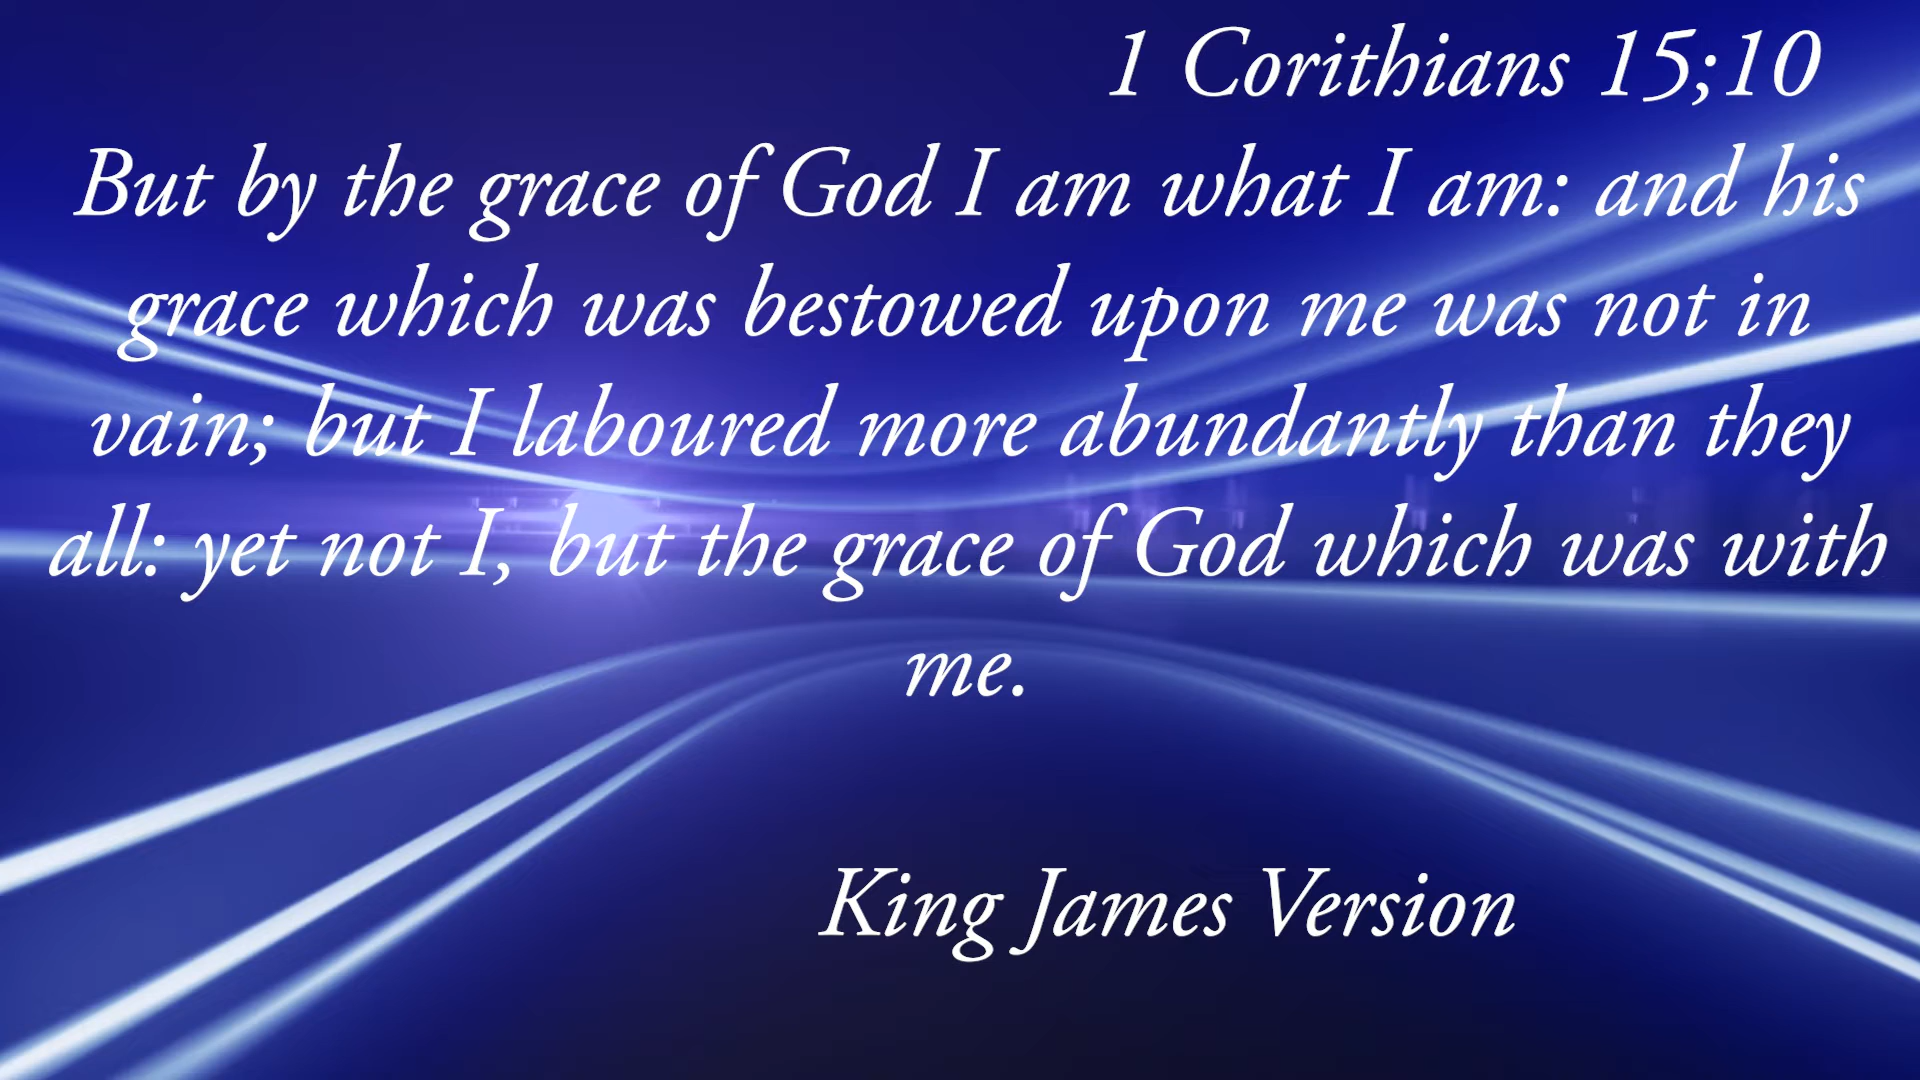 1 Corithians 15;10
But by the grace of God I am what I am: and his
grace which was bestowed upon me was not in
vain; but I laboured more abundantly than they
all: yet not I, but the grace of God which was with
me.
King James Version